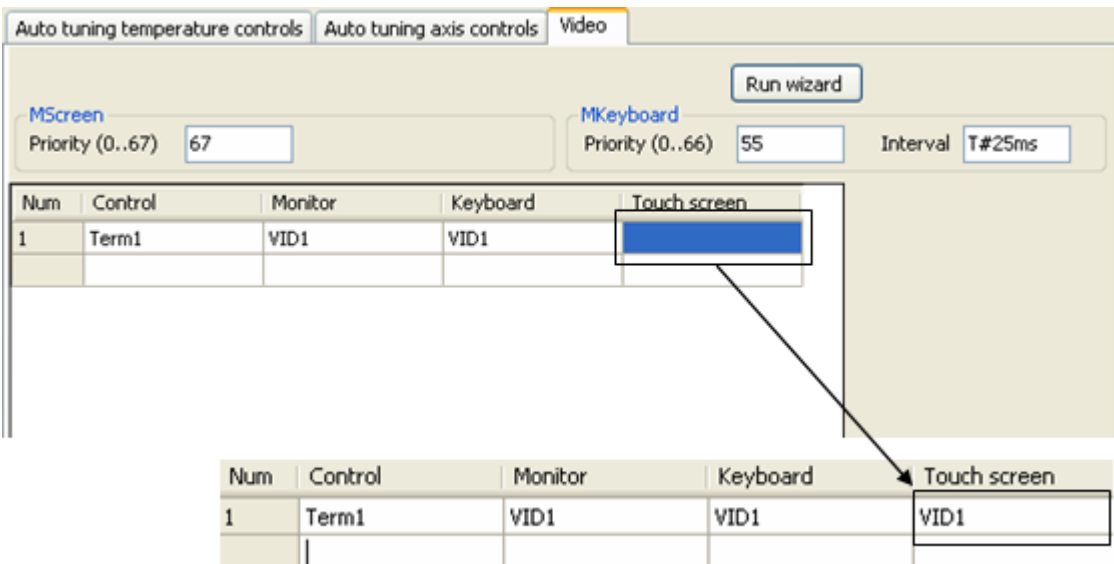 Auto tuning temperature controls Auto tuning axis controls Video
Run wizard
MScreen MKeyboard
Priority (0..67) 67 Priority (0..66) 55 Interval T#25ms
Num Control Monitor Keyboard Touch screen
1 Term1 VID1 VID1
Num Control Monitor Keyboard Touch screen
1 Term1 VID1 VID1 VID1